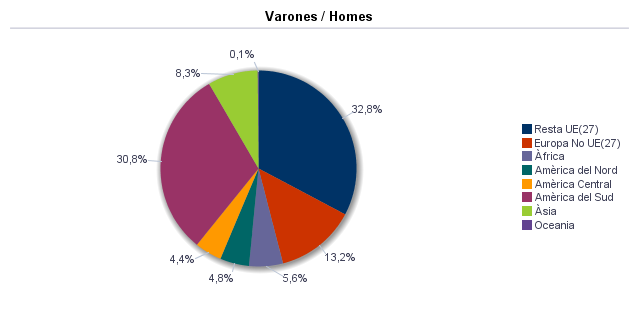 Varones / Homes
0,1%
8,3%
32,8%
30,8%
4,4%
4,8%
5,6%
13,2%
Resta UE(27)
Europa No UE(27)
Àfrica
Amèrica del Nord
Amèrica Central
Amèrica del Sud
Àsia
Oceania